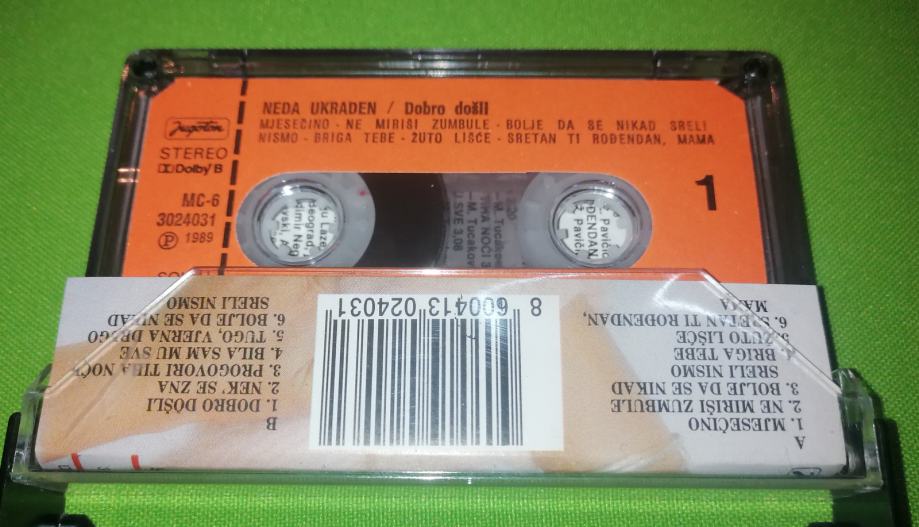 NEDA UKRADEN / Dobro došli
MJESEČINO - NE MIRIŠI ZUMBULE - BOLJE DA SE NIKAD SRELI
NISMO - BRIGA TEBE - ŽUTO LIŠĆE - SRETAN TI ROĐENDAN, MAMA
Jugoton
STEREO
Dolby B
MC-6
3024031
P 1989
1
A
1. MJESEČINO
2. NE MIRIŠI ZUMBULE
3. BOLJE DA SE NIKAD
SRELI NISMO
4. BRIGA TEBE
5. ŽUTO LIŠĆE
6. SRETAN TI ROĐENDAN,
MAMA
8 600413 024031
B
1. DOBRO DOŠLI
2. NEK' SE ZNA
3. PROGOVORI TIHA NOĆI
4. BILA SAM MU SVE
5. TUGO, VJERNA DRUGO
6. BOLJE DA SE NIKAD
SRELI NISMO